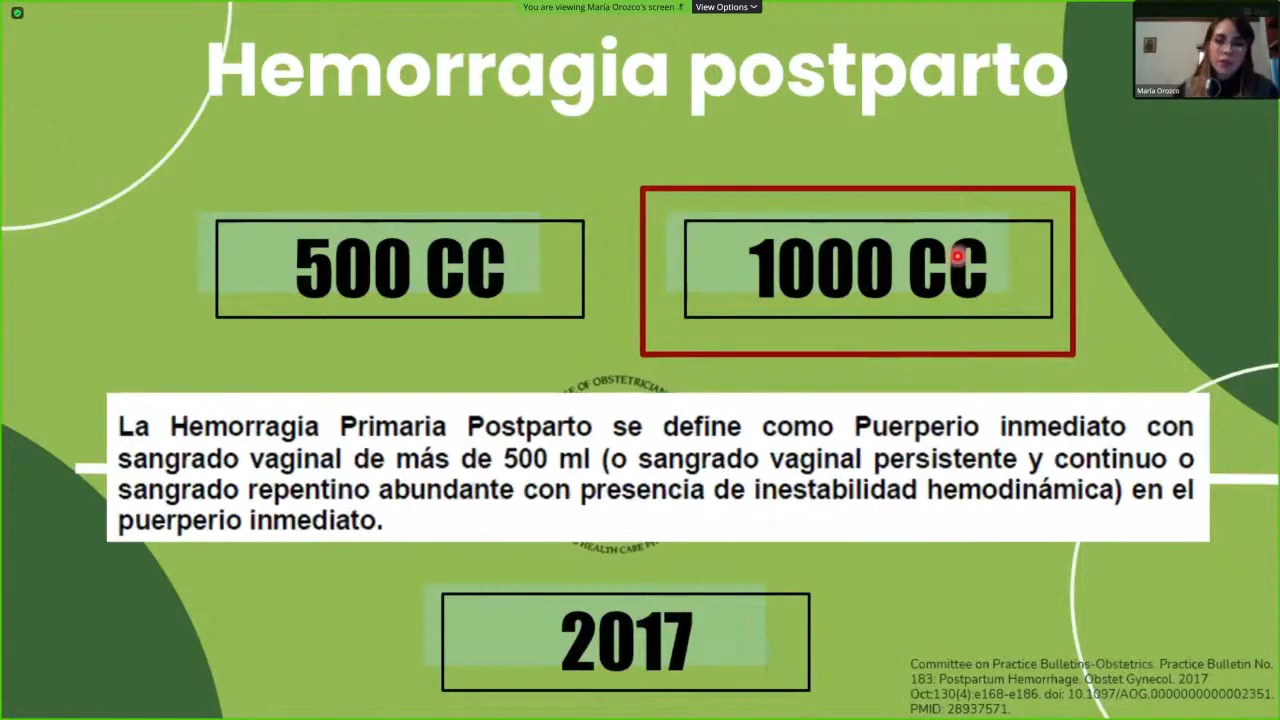 You are viewing María Orozco's screen
View Options
Hemorragia postparto
María Orozco
500 CC
1000 CC
OF OBSTETRICIAN
La Hemorragia Primaria Postparto se define como Puerperio inmediato con
sangrado vaginal de más de 500 ml (o sangrado vaginal persistente y continuo o
sangrado repentino abundante con presencia de inestabilidad hemodinámica) en el
puerperio inmediato.
HEALTH CARE
2017
Committee on Practice Bulletins-Obstetrics. Practice Bulletin No.
183: Postpartum Hemorrhage. Obstet Gynecol. 2017
Oct;130(4):e168-e186. doi: 10.1097/AOG.0000000000002351.
PMID: 28937571.